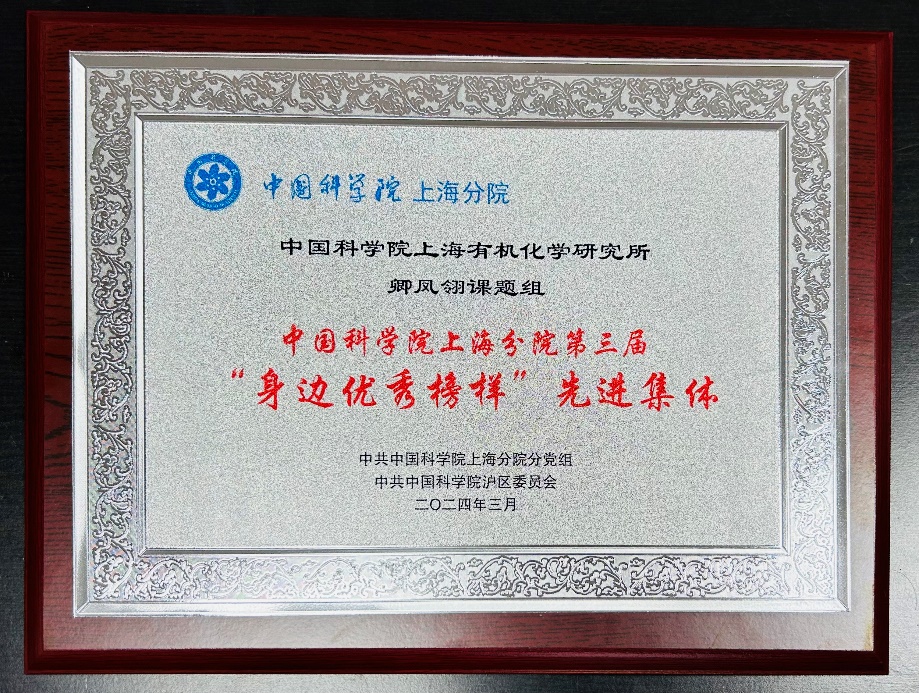 中国科学院 上海分院
中国科学院上海有机化学研究所
卿凤翎课题组
中国科学院上海分院第三届
“身边优秀榜样”先进集体
中共中国科学院上海分院分党组
中共中国科学院沪区委员会
二〇二四年三月